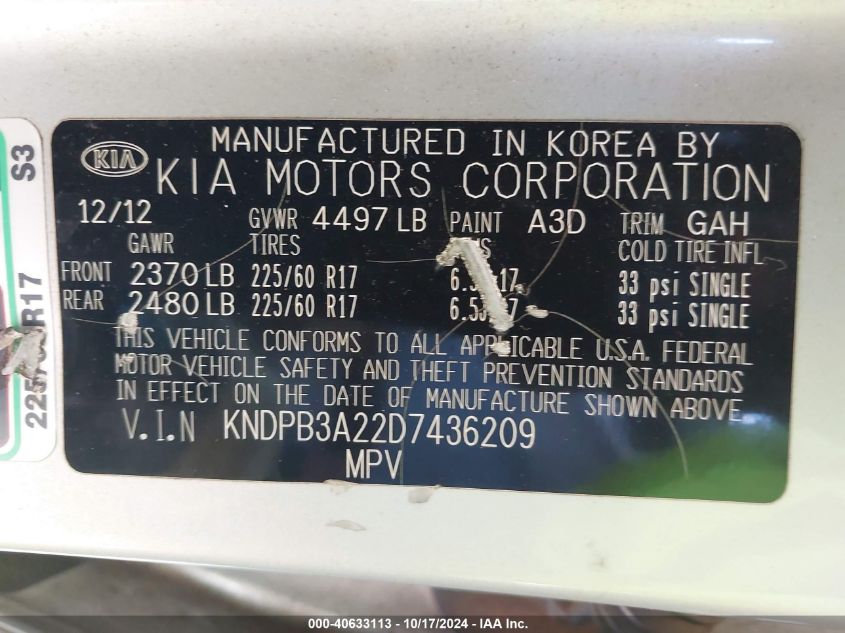 MANUFACTURED IN KOREA BY
KIA KIA MOTORS CORPORATION
12/12 GVWR 4497 LB PAINT A3D TRIM GAH
GAWR TIRES COLD TIRE INFL
FRONT 2370 LB 225/60 R17 33 psi SINGLE
REAR 2480 LB 225/60 R17 33 psi SINGLE
THIS VEHICLE CONFORMS TO ALL APPLICABLE U.S.A. FEDERAL
MOTOR VEHICLE SAFETY AND THEFT PREVENTION STANDARDS
IN EFFECT ON THE DATE OF MANUFACTURE SHOWN ABOVE.
V.I.N KNDPB3A22D7436209
MPV
S3
R17
000-40633113 - 10/17/2024 - IAA Inc.